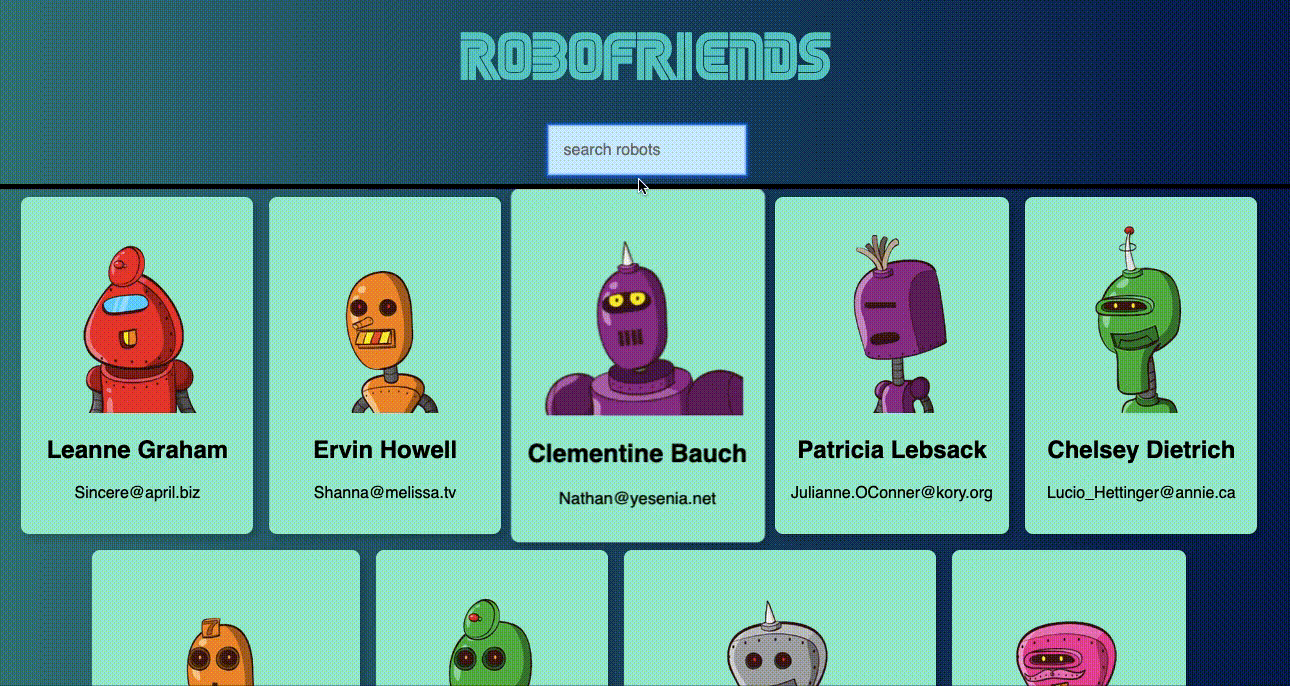 ROBOFRIENDS
search robots
Leanne Graham
Sincere@april.biz
Ervin Howell
Shanna@melissa.tv
Clementine Bauch
Nathan@yesenia.net
Patricia Lebsack
Julianne.OConner@kory.org
Chelsey Dietrich
Lucio_Hettinger@annie.ca
7